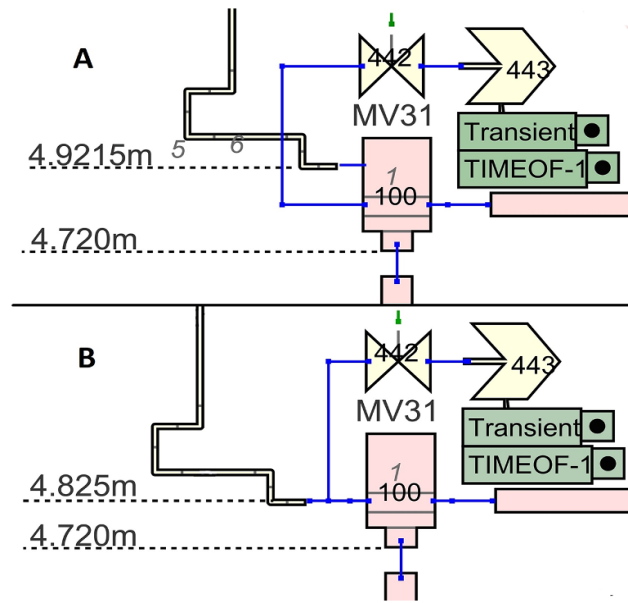 A
442
443
MV31
Transient
5 6
4.9215m
TIMEOF-1
1
100
4.720m
B
442
443
MV31
Transient
TIMEOF-1
1
4.825m
100
4.720m